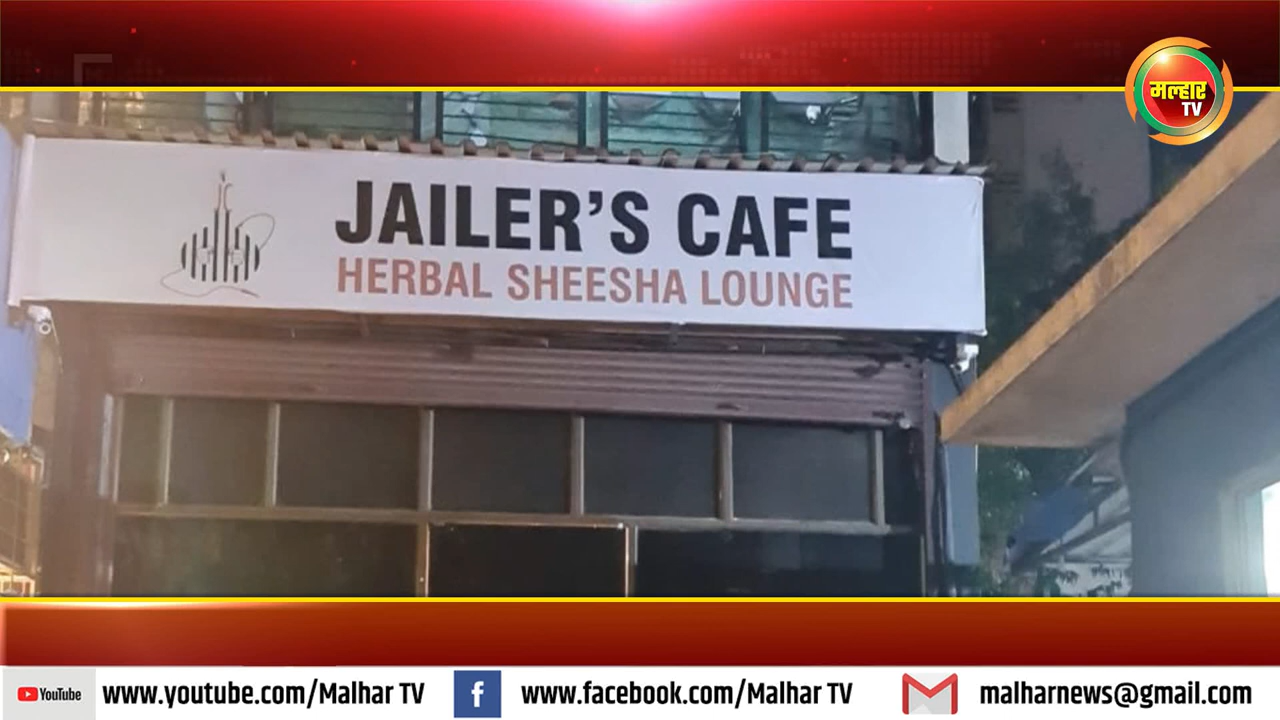 मल्हार
TV
JAILER'S CAFE
HERBAL SHEESHA LOUNGE
YouTube
www.youtube.com/Malhar TV
www.facebook.com/Malhar TV
malharnews@gmail.com